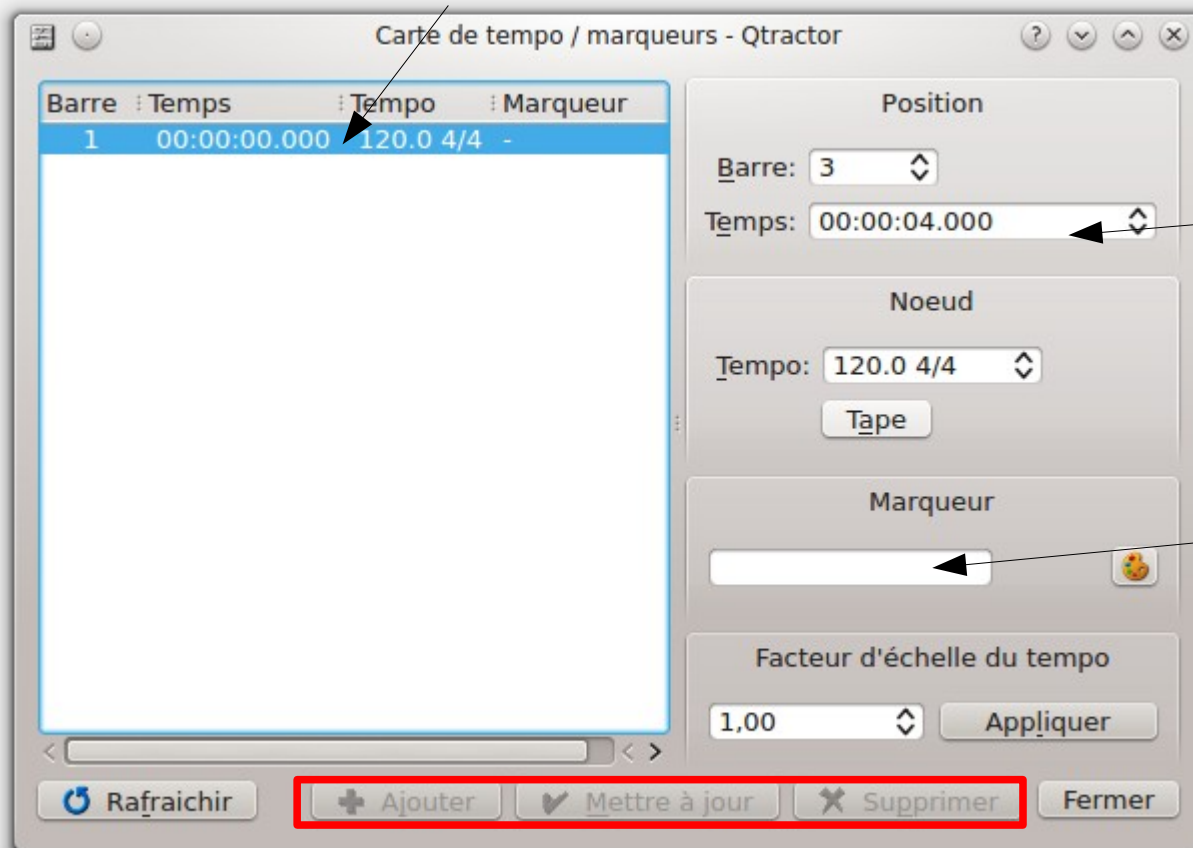 Carte de tempo / marqueurs - Qtractor
Barre Temps Tempo Marqueur
1 00:00:00.000 120.0 4/4 -
Position
Barre: 3
Temps: 00:00:04.000
Noeud
Tempo: 120.0 4/4
Tape
Marqueur
Facteur d'échelle du tempo
1,00 Appliquer
Rafraichir Ajouter Mettre à jour Supprimer Fermer